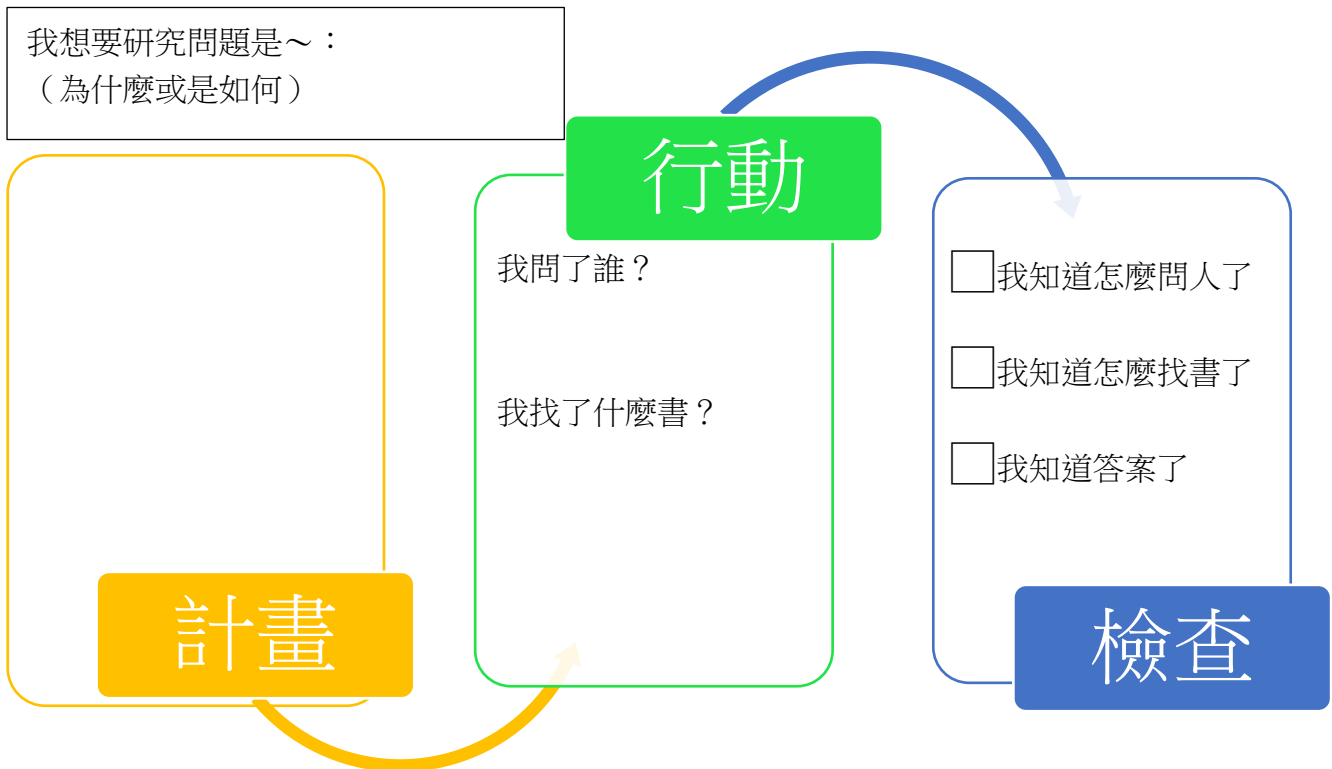 我想要研究問題是～：
（為什麼或是如何）
計畫
行動
我問了誰？
我找了什麼書？
我知道怎麼問人了
我知道怎麼找書了
我知道答案了
檢查